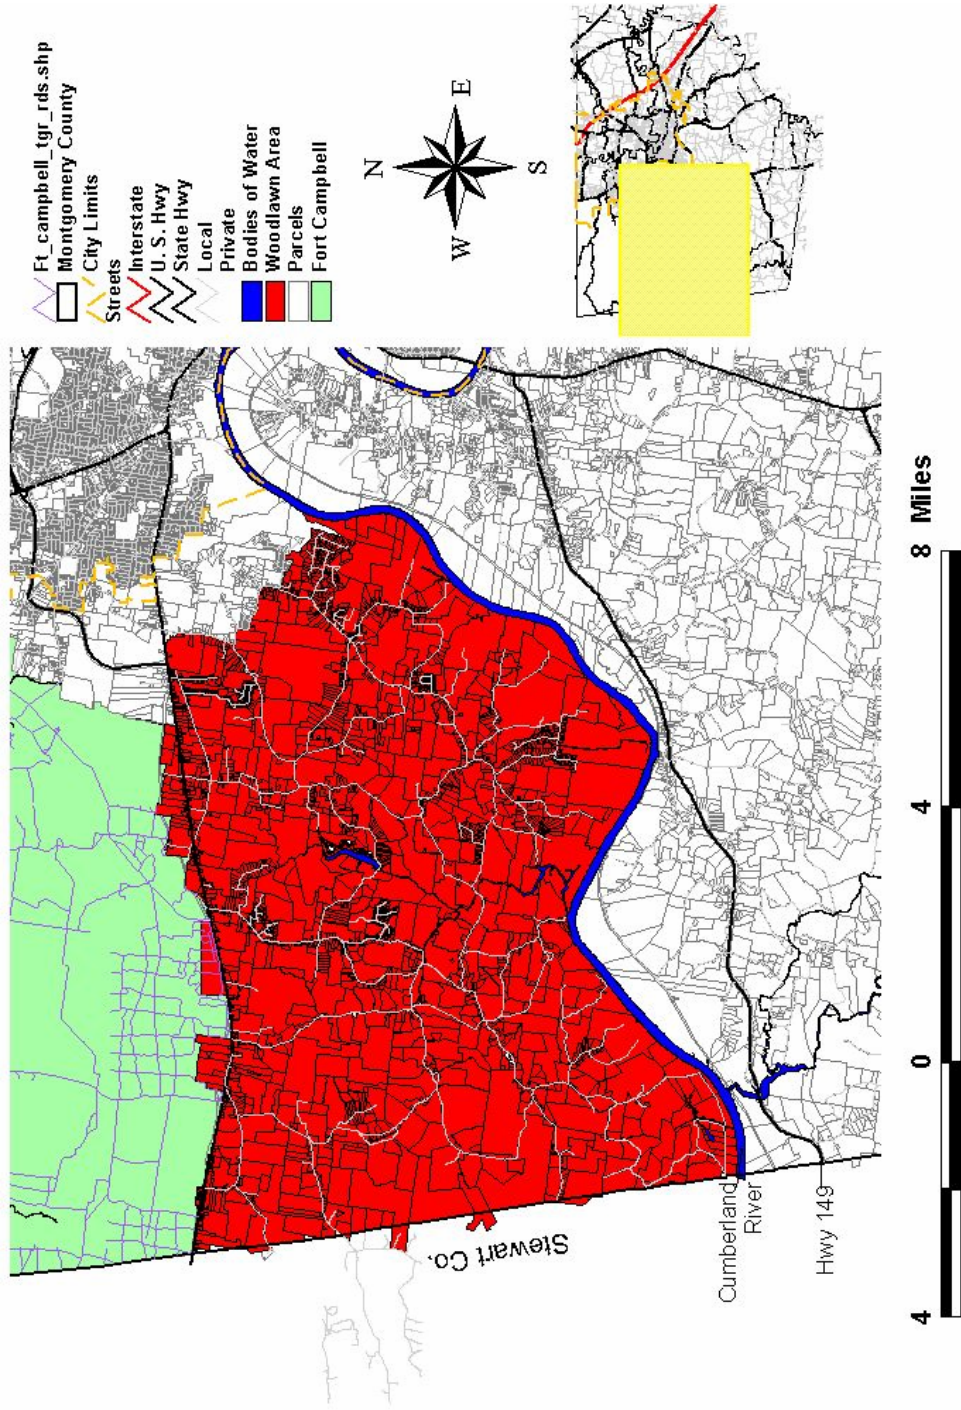 Ft_campbell_tgr_rds.shp
Montgomery County
City Limits
Streets
Interstate
U. S. Hwy
State Hwy
Local
Private
Bodies of Water
Woodlawn Area
Parcels
Fort Campbell
N
W
E
S
Stewart Co.
Cumberland
River
Hwy 149
4
0
4
8
Miles